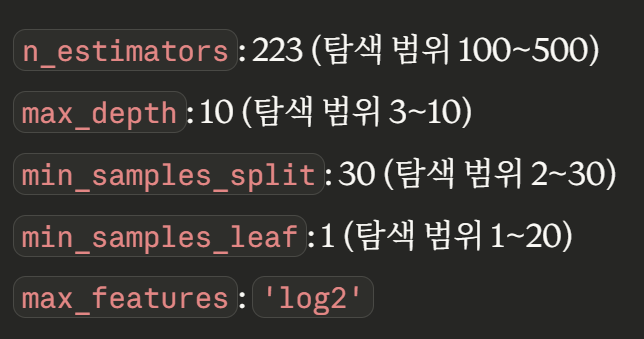 n_estimators: 223 (탐색 범위 100~500)
max_depth: 10 (탐색 범위 3~10)
min_samples_split: 30 (탐색 범위 2~30)
min_samples_leaf: 1 (탐색 범위 1~20)
max_features: 'log2'